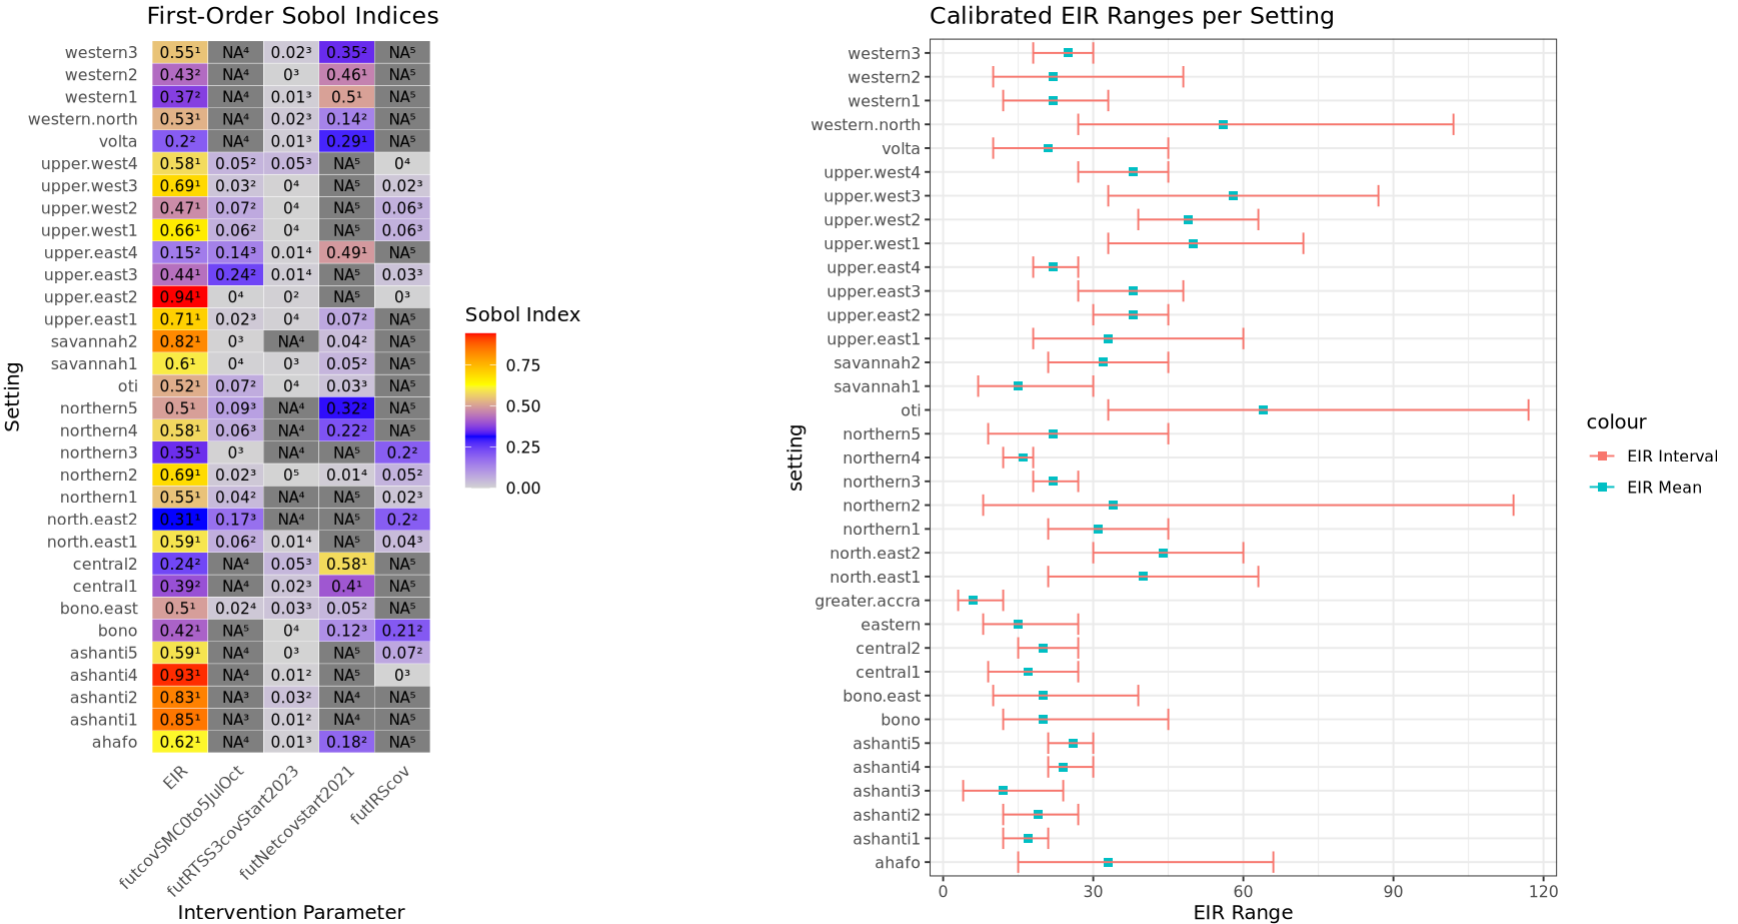 First-Order Sobol Indices
western3 0.55¹ NA⁴ 0.02³ 0.35² NA⁵
western2 0.43² NA⁴ 0³ 0.46¹ NA⁵
western1 0.37² NA⁴ 0.01³ 0.5¹ NA⁵
western.north 0.53¹ NA⁴ 0.02³ 0.14² NA⁵
volta 0.2² NA⁴ 0.01³ 0.29¹ NA⁵
upper.west4 0.58¹ 0.05² 0.05³ NA⁵ 0⁴
upper.west3 0.69¹ 0.03² 0⁴ NA⁵ 0.02³
upper.west2 0.47¹ 0.07² 0⁴ NA⁵ 0.06³
upper.west1 0.66¹ 0.06² 0⁴ NA⁵ 0.06³
upper.east4 0.15² 0.14³ 0.01⁴ 0.49¹ NA⁵
upper.east3 0.44¹ 0.24² 0.01⁴ NA⁵ 0.03³
upper.east2 0.94¹ 0⁴ 0² NA⁵ 0³
upper.east1 0.71¹ 0.02³ 0⁴ 0.07² NA⁵
savannah2 0.82¹ 0³ NA⁴ 0.04² NA⁵
savannah1 0.6¹ 0⁴ 0³ 0.05² NA⁵
oti 0.52¹ 0.07² 0⁴ 0.03³ NA⁵
northern5 0.5¹ 0.09³ NA⁴ 0.32² NA⁵
northern4 0.58¹ 0.06³ NA⁴ 0.22² NA⁵
northern3 0.35¹ 0³ NA⁴ NA⁵ 0.2²
northern2 0.69¹ 0.02³ 0⁵ 0.01⁴ 0.05²
northern1 0.55¹ 0.04² NA⁴ NA⁵ 0.02³
north.east2 0.31¹ 0.17³ NA⁴ NA⁵ 0.2²
north.east1 0.59¹ 0.06² 0.01⁴ NA⁵ 0.04³
central2 0.24² NA⁴ 0.05³ 0.58¹ NA⁵
central1 0.39² NA⁴ 0.02³ 0.4¹ NA⁵
bono.east 0.5¹ 0.02⁴ 0.03³ 0.05² NA⁵
bono 0.42¹ NA⁵ 0⁴ 0.12³ 0.21²
ashanti5 0.59¹ NA⁴ 0³ NA⁵ 0.07²
ashanti4 0.93¹ NA⁴ 0.01² NA⁵ 0³
ashanti2 0.83¹ NA³ 0.03² NA⁴ NA⁵
ashanti1 0.85¹ NA³ 0.01² NA⁴ NA⁵
ahafo 0.62¹ NA⁴ 0.01³ 0.18² NA⁵
Setting
EIR
futcovSMC0to5JulOct
futRTSS3covStart2023
futNetcovstart2021
futIRScov
Intervention Parameter
Sobol Index
0.75
0.50
0.25
0.00
Calibrated EIR Ranges per Setting
western3
western2
western1
western.north
volta
upper.west4
upper.west3
upper.west2
upper.west1
upper.east4
upper.east3
upper.east2
upper.east1
savannah2
savannah1
oti
northern5
northern4
northern3
northern2
northern1
north.east2
north.east1
greater.accra
eastern
central2
central1
bono.east
bono
ashanti5
ashanti4
ashanti3
ashanti2
ashanti1
ahafo
setting
0 30 60 90 120
EIR Range
colour
EIR Interval
EIR Mean